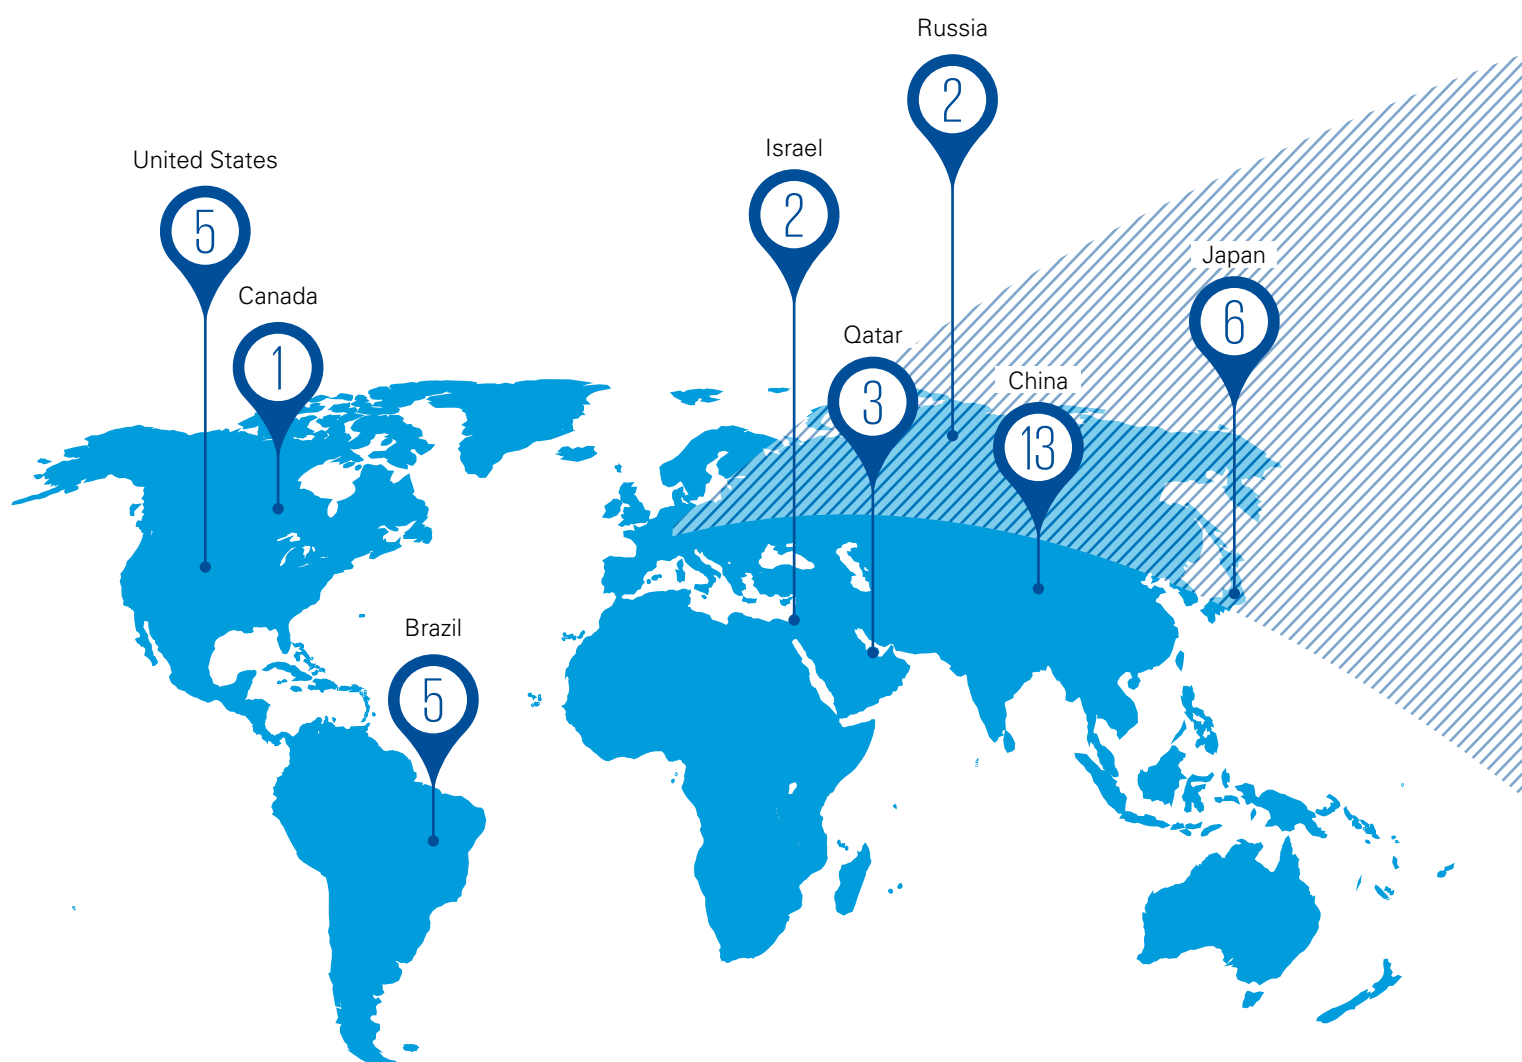 Russia
2
United States
5
Israel
2
Japan
6
Canada
1
Qatar
3
China
13
Brazil
5